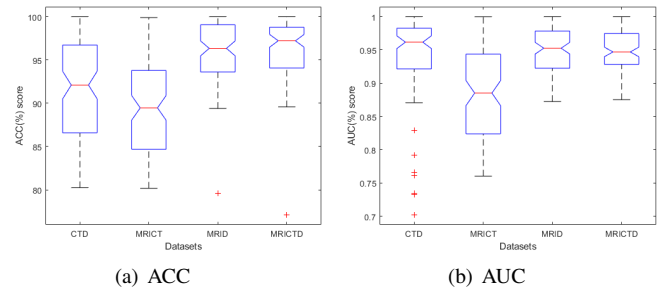 100
95
90
85
80
ACC(%) score
CTD MRICT MRID MRICTD
Datasets
(a) ACC
1
0.95
0.9
0.85
0.8
0.75
0.7
AUC(%) score
CTD MRICT MRID MRICTD
Datasets
(b) AUC